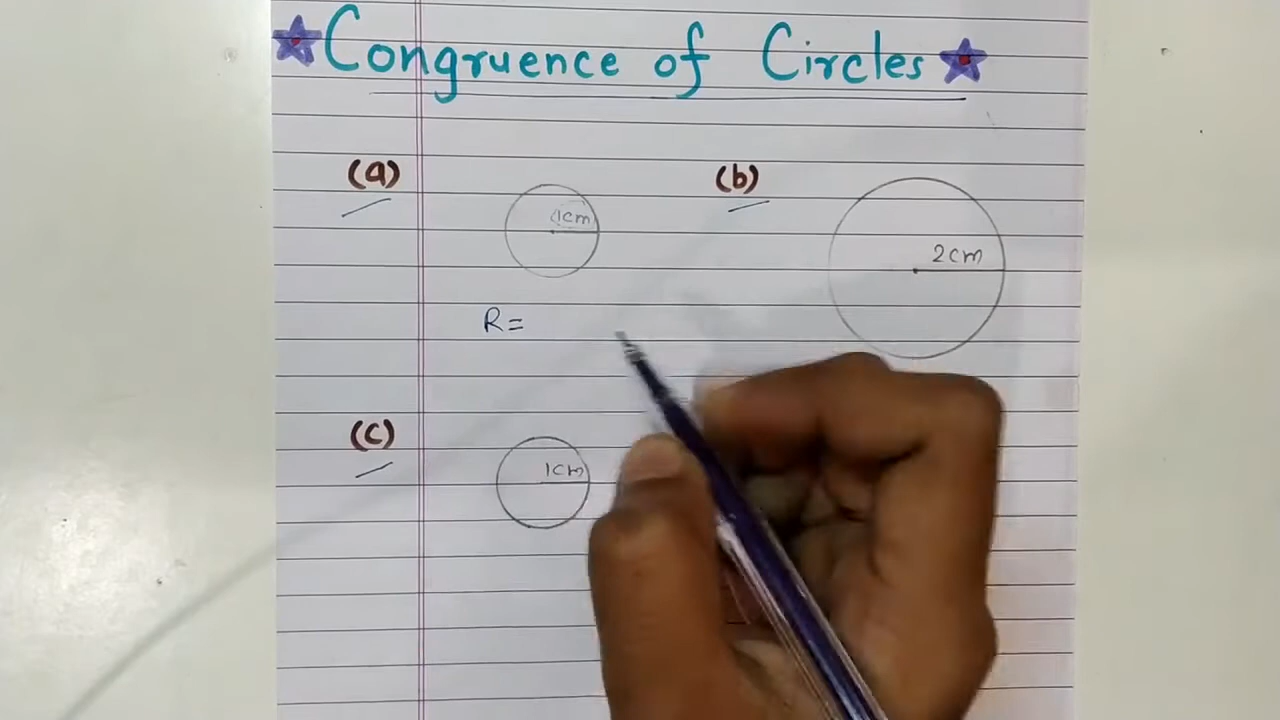 Congruence of Circles
(a)
(b)
1cm
2cm
R=
(c)
1cm